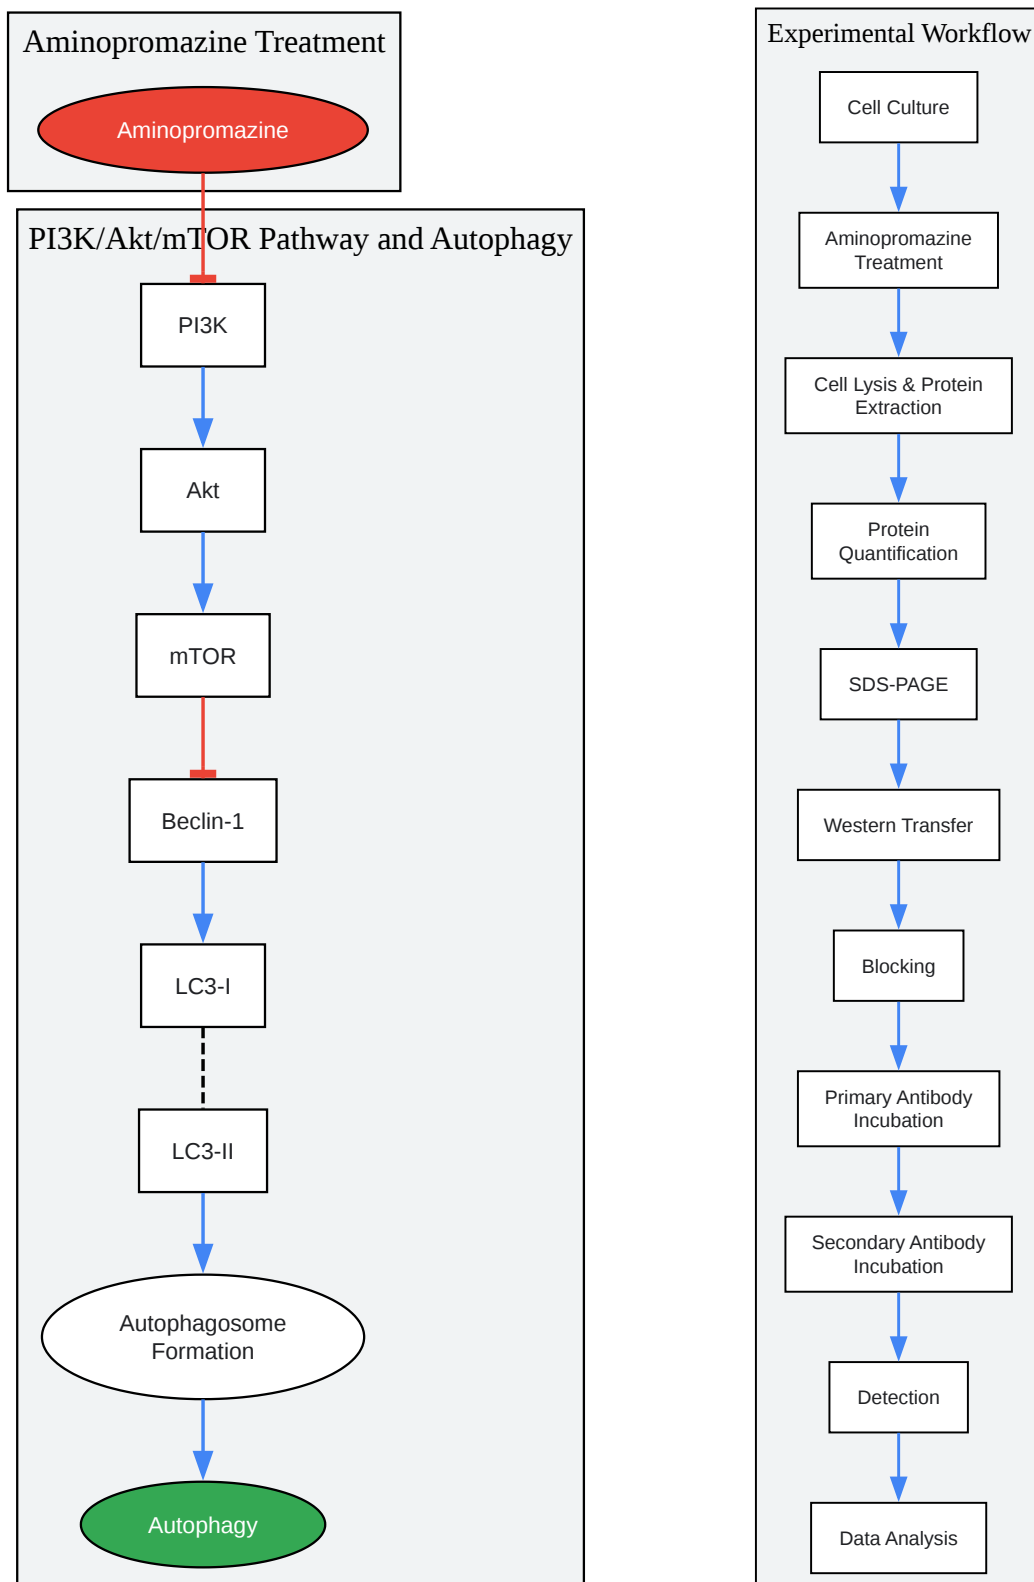 Aminopromazine Treatment
Aminopromazine
PI3K/Akt/mTOR Pathway and Autophagy
PI3K
Akt
mTOR
Beclin-1
LC3-I
LC3-II
Autophagosome
Formation
Autophagy
Experimental Workflow
Cell Culture
Aminopromazine
Treatment
Cell Lysis & Protein
Extraction
Protein
Quantification
SDS-PAGE
Western Transfer
Blocking
Primary Antibody
Incubation
Secondary Antibody
Incubation
Detection
Data Analysis